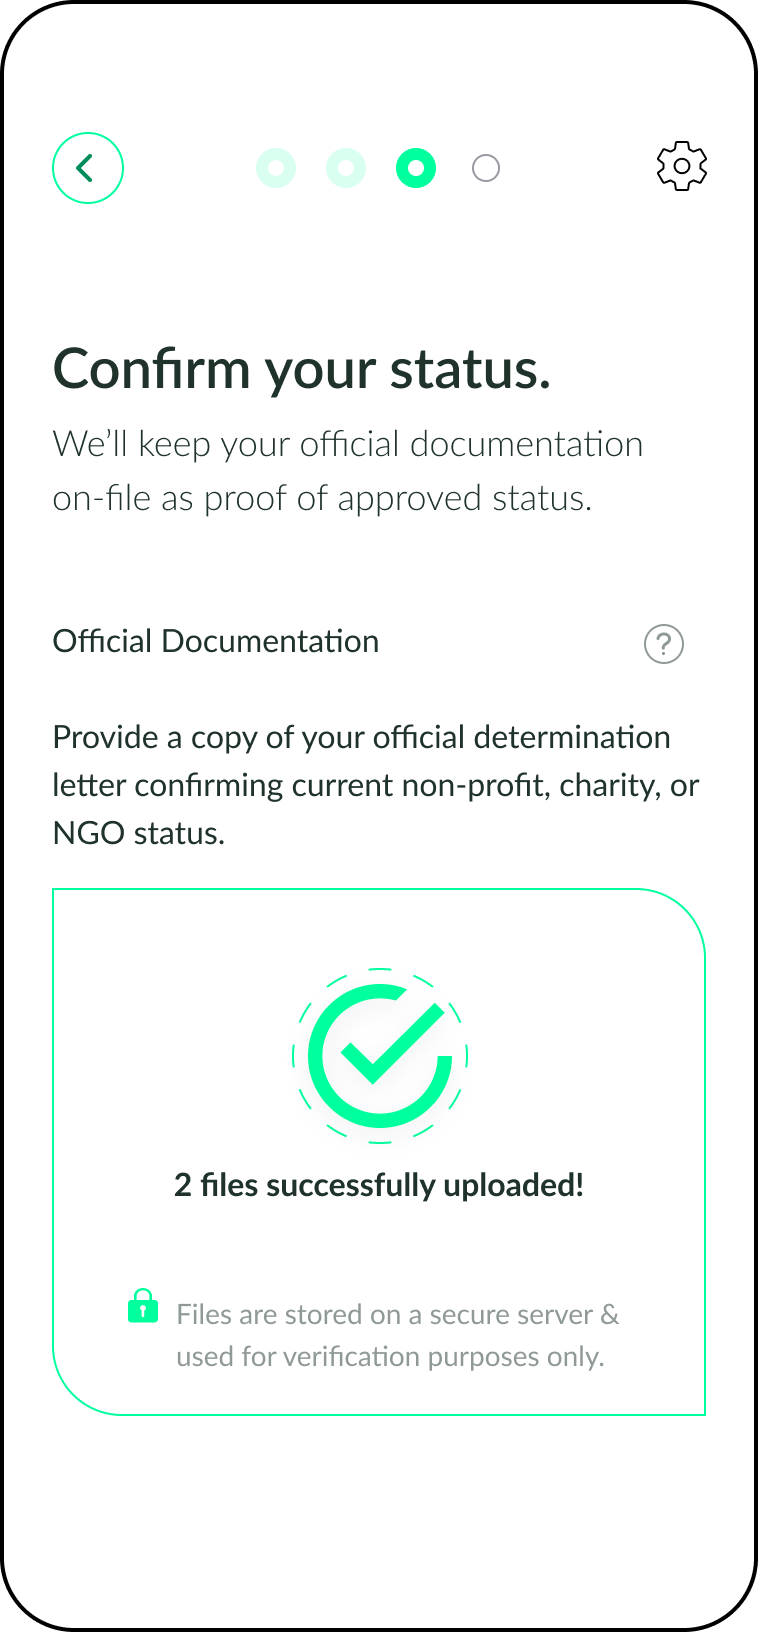 Confirm your status.
We’ll keep your official documentation
on-file as proof of approved status.
Official Documentation
?
Provide a copy of your official determination
letter confirming current non-profit, charity, or
NGO status.
2 files successfully uploaded!
Files are stored on a secure server &
used for verification purposes only.